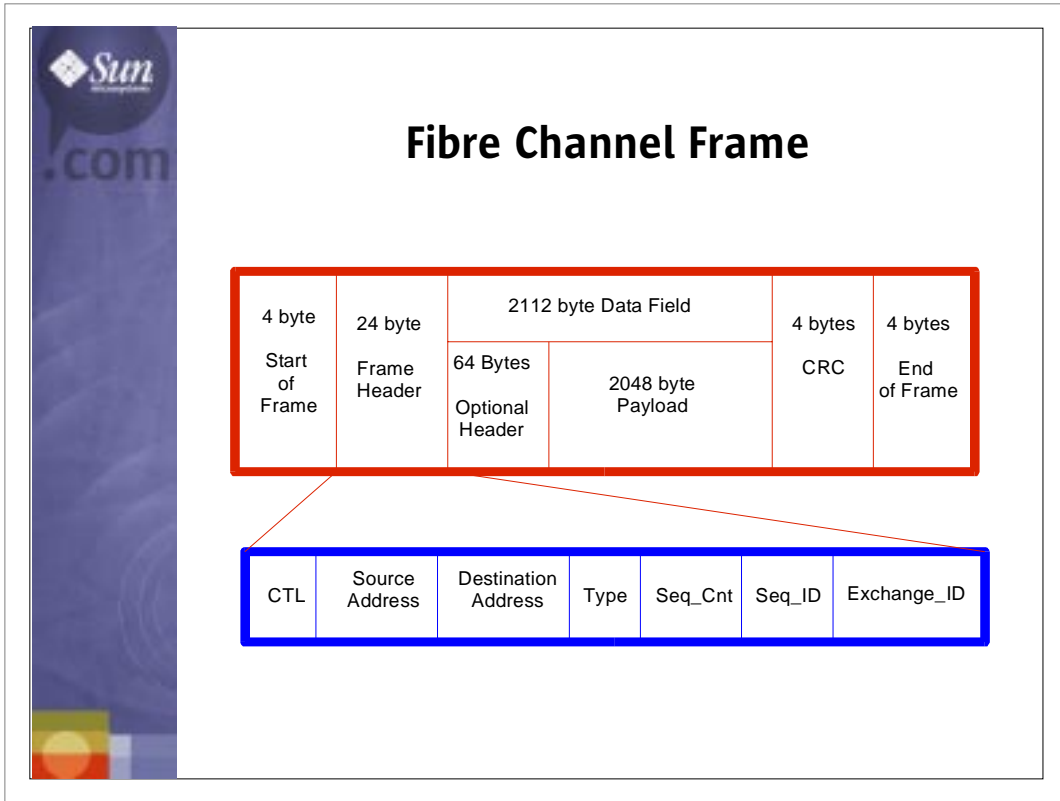 Sun
microsystems
.com
Fibre Channel Frame
4 byte
Start
of
Frame
24 byte
Frame
Header
2112 byte Data Field
64 Bytes
Optional
Header
2048 byte
Payload
4 bytes
CRC
4 bytes
End
of Frame
CTL
Source
Address
Destination
Address
Type
Seq_Cnt
Seq_ID
Exchange_ID